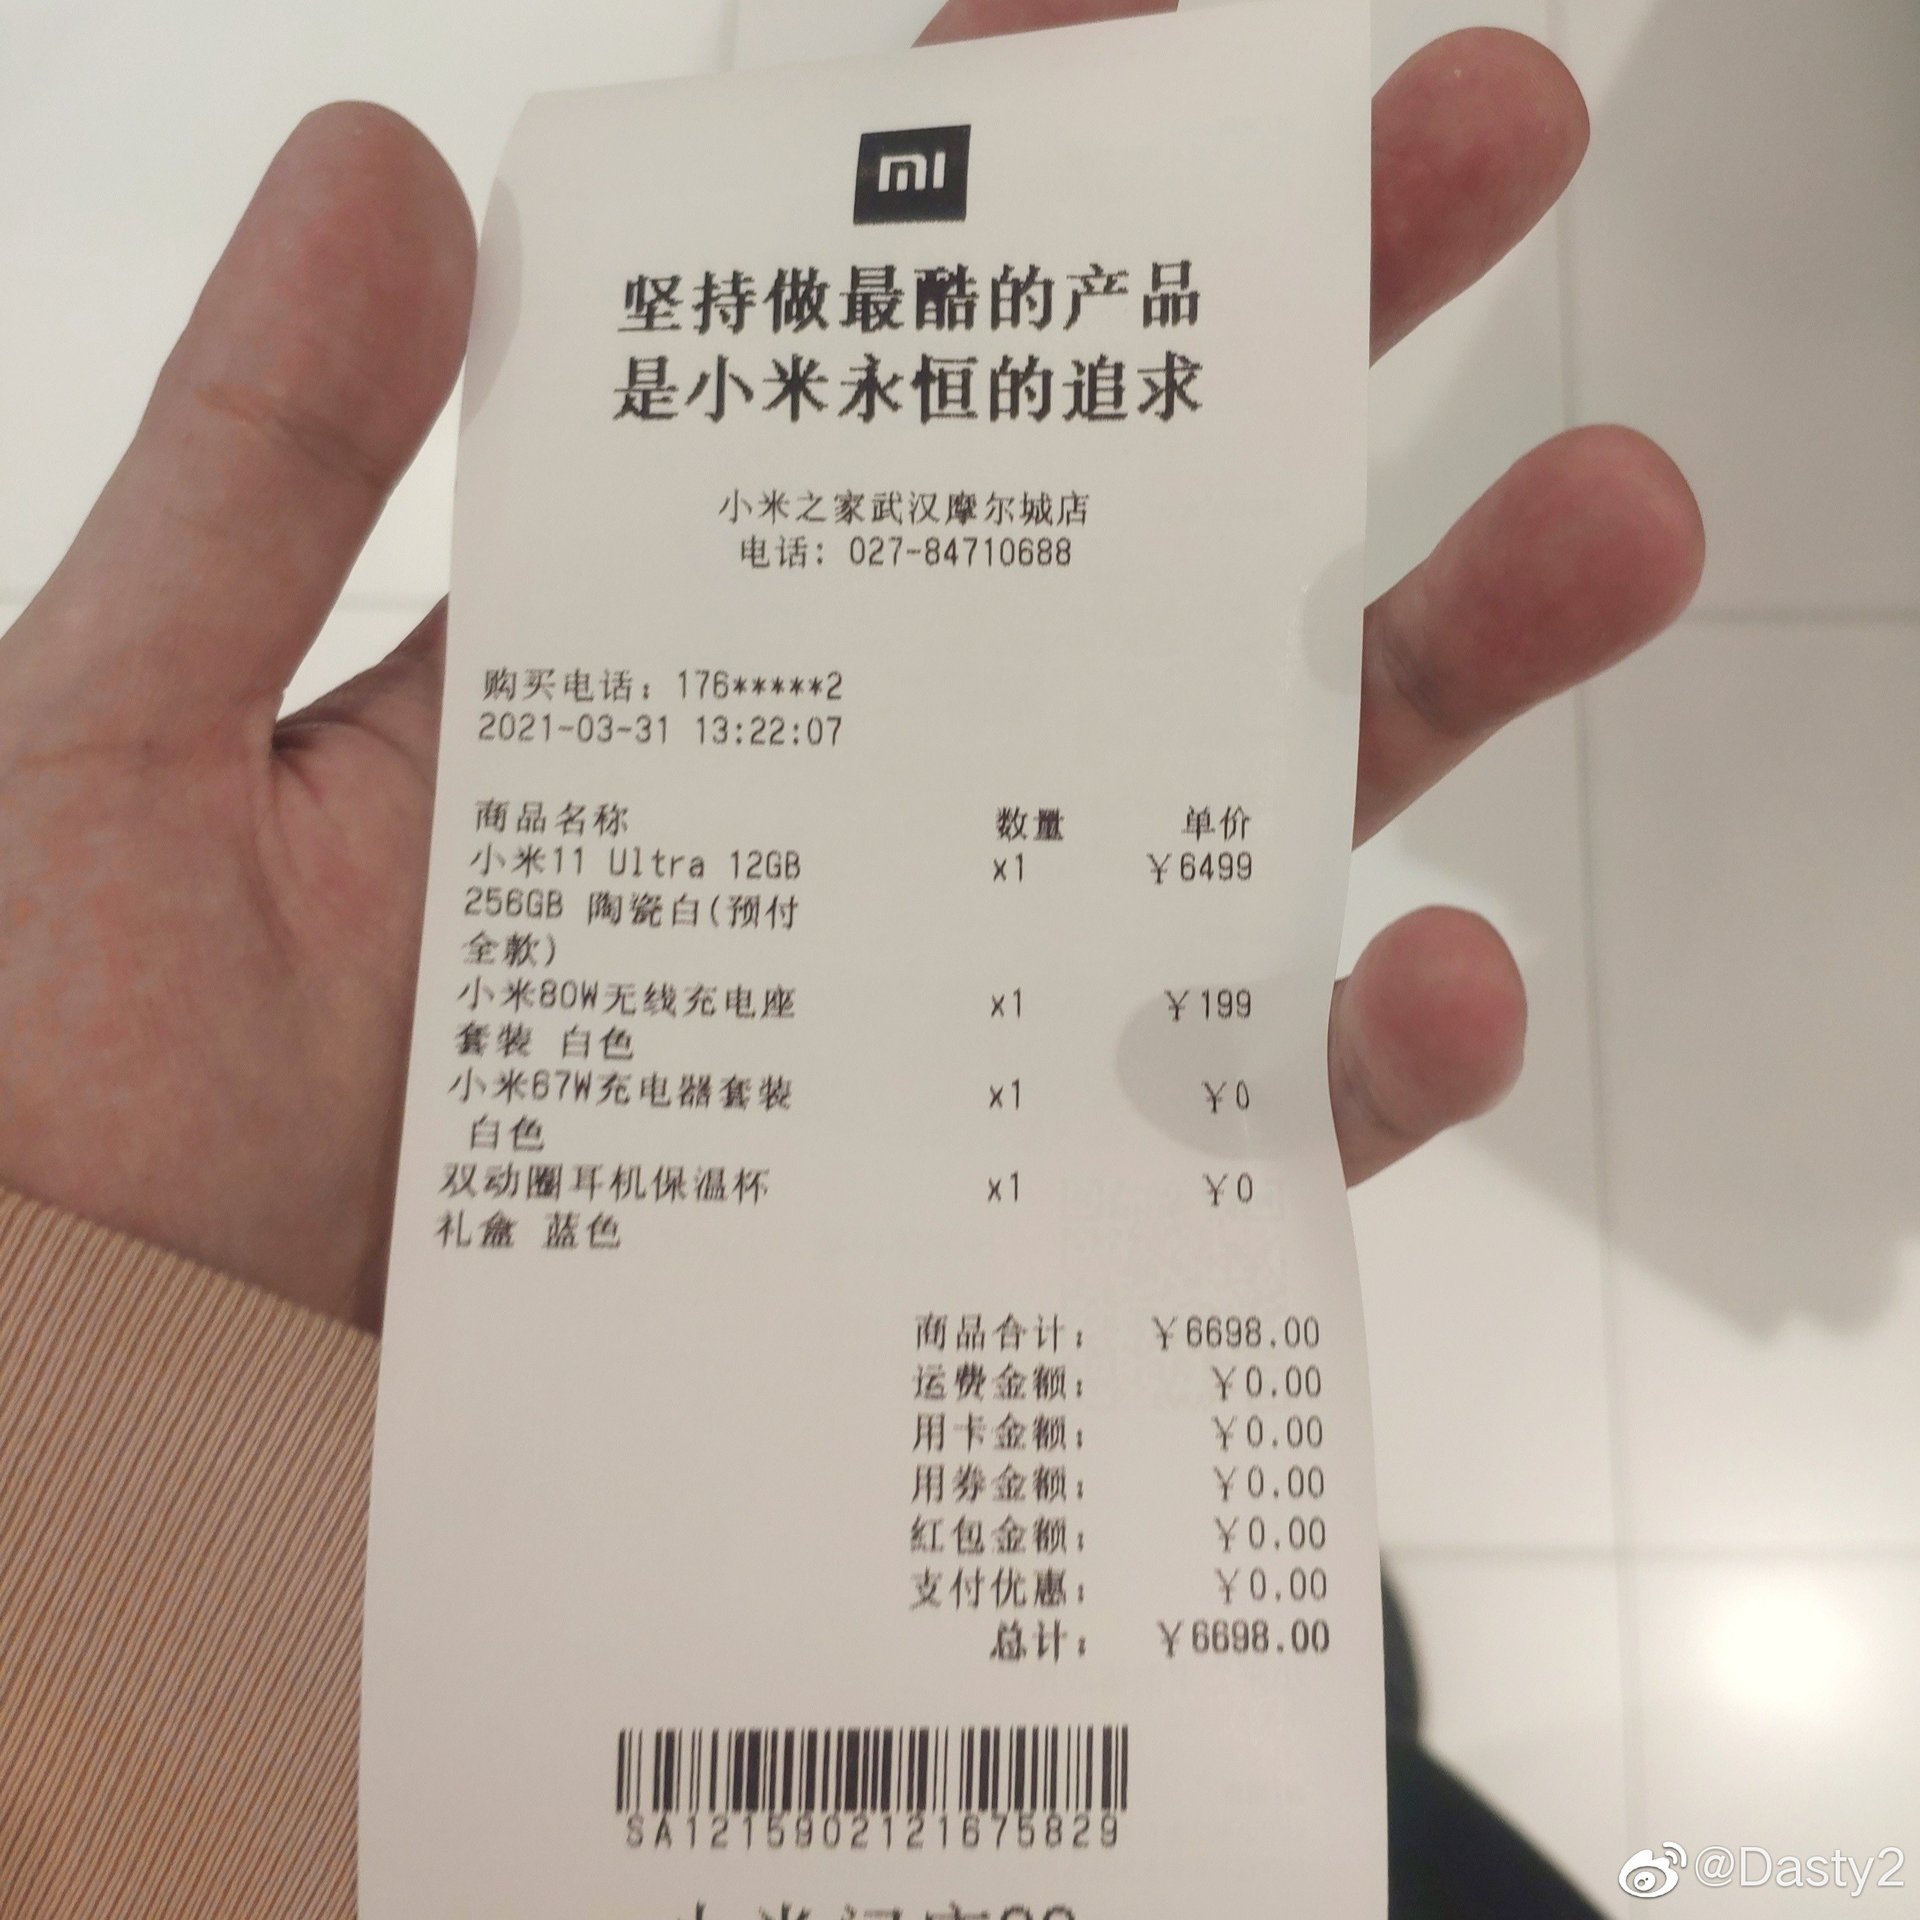 mi
坚持做最酷的产品
是小米永恒的追求
小米之家武汉摩尔城店
电话: 027-84710688
购买电话: 176*****2
2021-03-31 13:22:07
商品名称 数量 单价
小米11 Ultra 12GB x1 ¥6499
256GB 陶瓷白(预付
全款)
小米80W无线充电座 x1 ¥199
套装 白色
小米67W充电器套装 x1 ¥0
白色
双动圈耳机保温杯 x1 ¥0
礼盒 蓝色
商品合计: ¥6698.00
运费金额: ¥0.00
用卡金额: ¥0.00
用券金额: ¥0.00
红包金额: ¥0.00
支付优惠: ¥0.00
总计: ¥6698.00
SA1215902121675829
@Dasty2